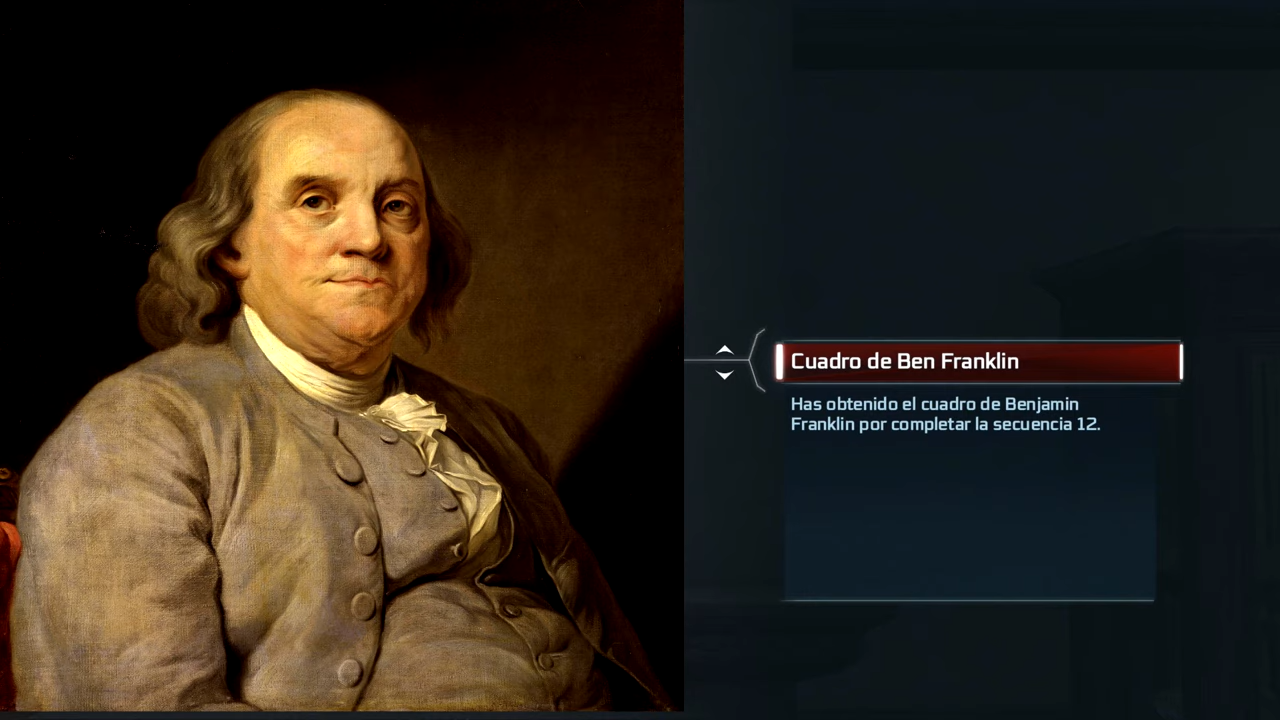 Cuadro de Ben Franklin
Has obtenido el cuadro de Benjamin
Franklin por completar la secuencia 12.